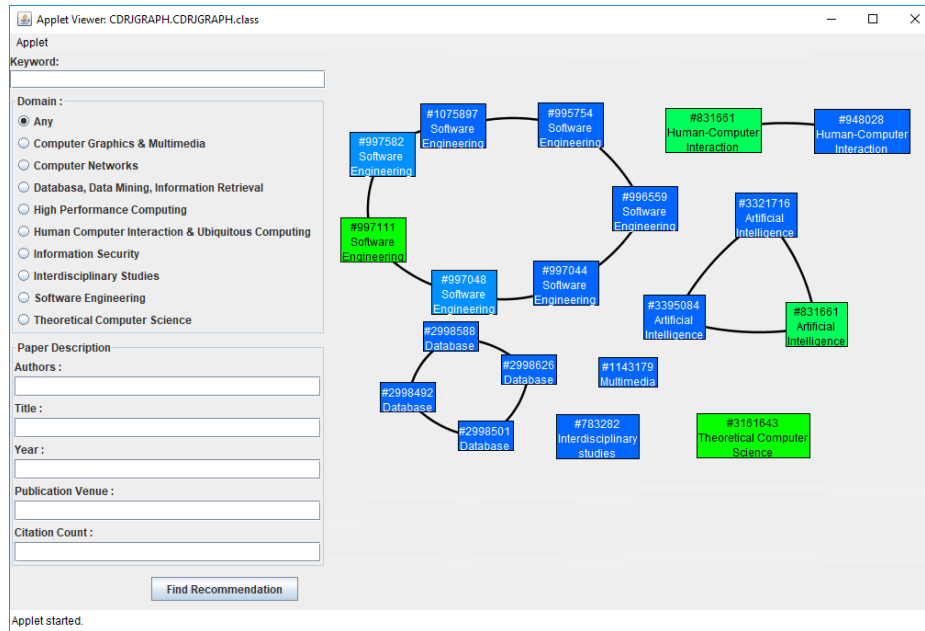 Applet Viewer: CDRJGRAPH.CDRJGRAPH.class
Applet
Keyword:
Domain :
Any
Computer Graphics & Multimedia
Computer Networks
Databasa, Data Mining, Information Retrieval
High Performance Computing
Human Computer Interaction & Ubiquitous Computing
Information Security
Interdisciplinary Studies
Software Engineering
Theoretical Computer Science
Paper Description
Authors :
Title :
Year :
Publication Venue :
Citation Count :
Find Recommendation
Applet started.
#1075897
Software
Engineering
#995754
Software
Engineering
#997582
Software
Engineering
#996559
Software
Engineering
#997111
Software
Engineering
#997048
Software
Engineering
#997044
Software
Engineering
#831661
Human-Computer
Interaction
#948028
Human-Computer
Interaction
#3321716
Artificial
Intelligence
#3395084
Artificial
Intelligence
#831661
Artificial
Intelligence
#2998588
Database
#2998626
Database
#2998492
Database
#2998501
Database
#1143179
Multimedia
#783282
Interdisciplinary
studies
#3161643
Theoretical Computer
Science